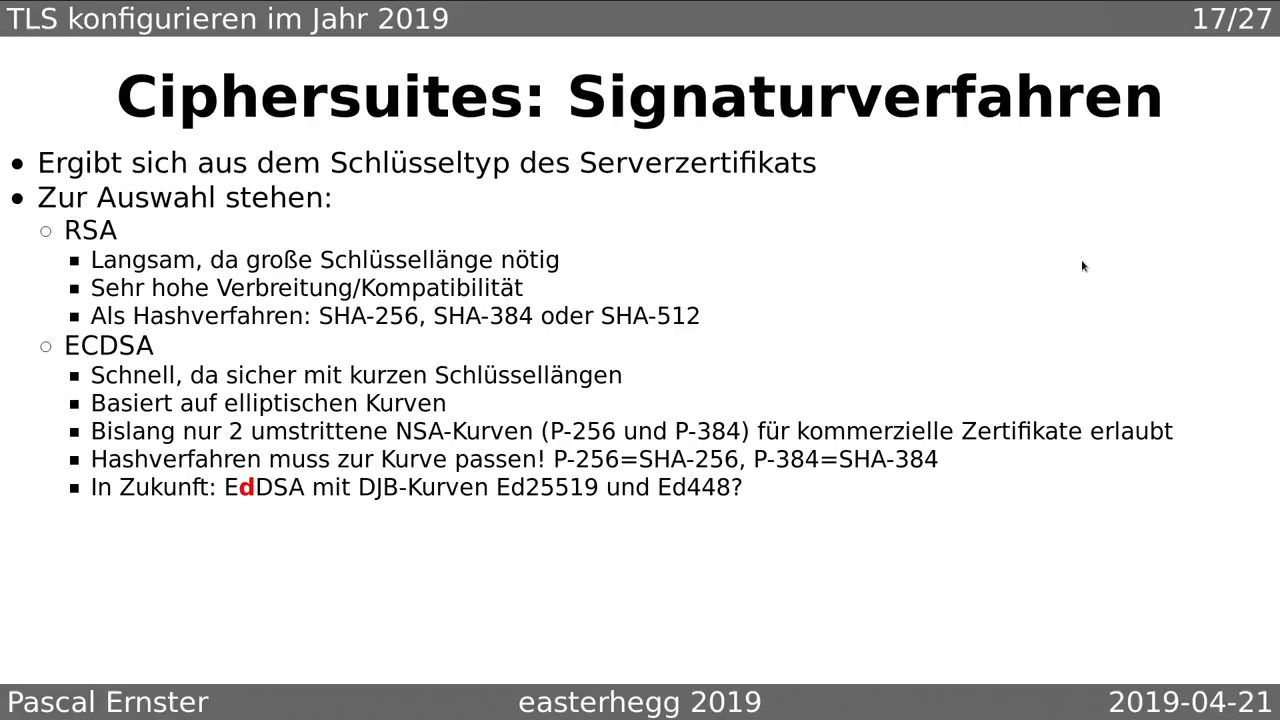 TLS konfigurieren im Jahr 2019 17/27
Ciphersuites: Signaturverfahren
• Ergibt sich aus dem Schlüsseltyp des Serverzertifikats
• Zur Auswahl stehen:
○ RSA
▪ Langsam, da große Schlüssellänge nötig
▪ Sehr hohe Verbreitung/Kompatibilität
▪ Als Hashverfahren: SHA-256, SHA-384 oder SHA-512
○ ECDSA
▪ Schnell, da sicher mit kurzen Schlüssellängen
▪ Basiert auf elliptischen Kurven
▪ Bislang nur 2 umstrittene NSA-Kurven (P-256 und P-384) für kommerzielle Zertifikate erlaubt
▪ Hashverfahren muss zur Kurve passen! P-256=SHA-256, P-384=SHA-384
▪ In Zukunft: EdDSA mit DJB-Kurven Ed25519 und Ed448?
Pascal Ernster easterhegg 2019 2019-04-21